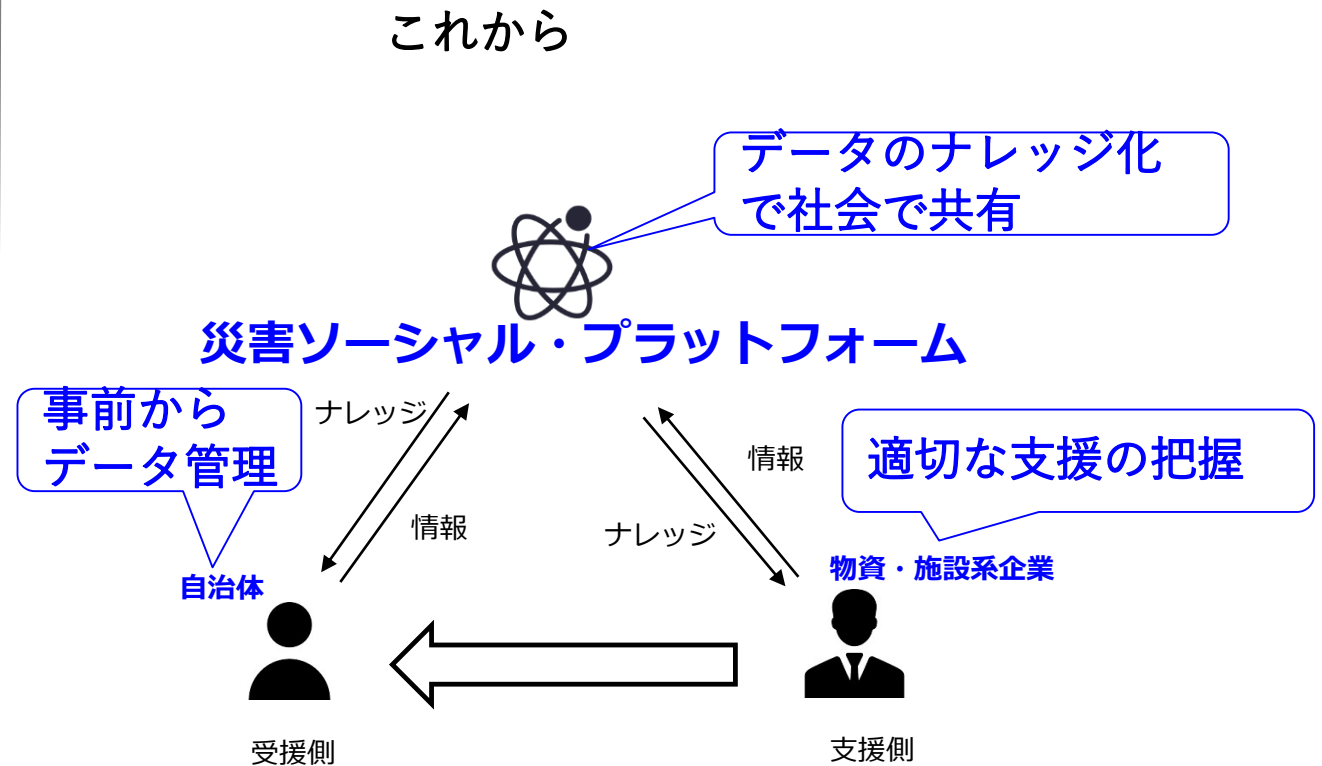 これから
データのナレッジ化
で社会で共有
災害ソーシャル・プラットフォーム
事前から
データ管理
ナレッジ
情報
適切な支援の把握
情報
ナレッジ
自治体
物資・施設系企業
受援側
支援側